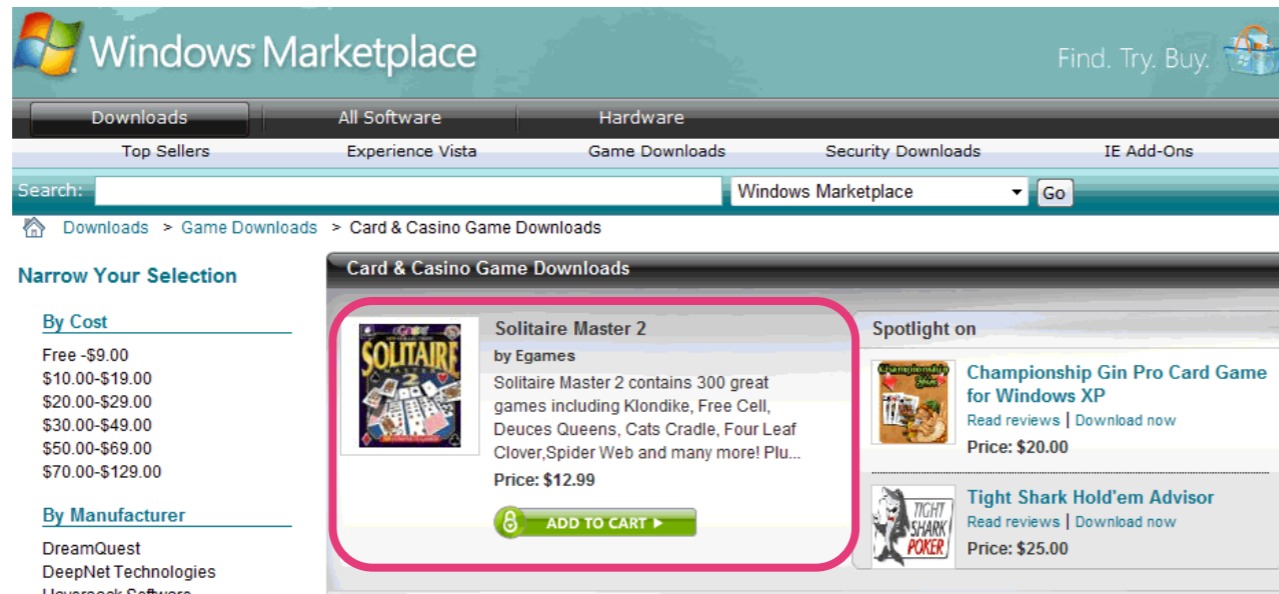 Windows Marketplace
Find. Try. Buy.
Downloads All Software Hardware
Top Sellers Experience Vista Game Downloads Security Downloads IE Add-Ons
Search: Windows Marketplace Go
Downloads > Game Downloads > Card & Casino Game Downloads
Narrow Your Selection
By Cost
Free -$9.00
$10.00-$19.00
$20.00-$29.00
$30.00-$49.00
$50.00-$69.00
$70.00-$129.00
By Manufacturer
DreamQuest
DeepNet Technologies
Card & Casino Game Downloads
SOLITAIRE
MASTER
2
Solitaire Master 2
by Egames
Solitaire Master 2 contains 300 great
games including Klondike, Free Cell,
Deuces Queens, Cats Cradle, Four Leaf
Clover,Spider Web and many more! Plu...
Price: $12.99
ADD TO CART
Spotlight on
Championship Gin Pro Card Game
for Windows XP
Read reviews | Download now
Price: $20.00
TIGHT
SHARK
POKER
Tight Shark Hold'em Advisor
Read reviews | Download now
Price: $25.00